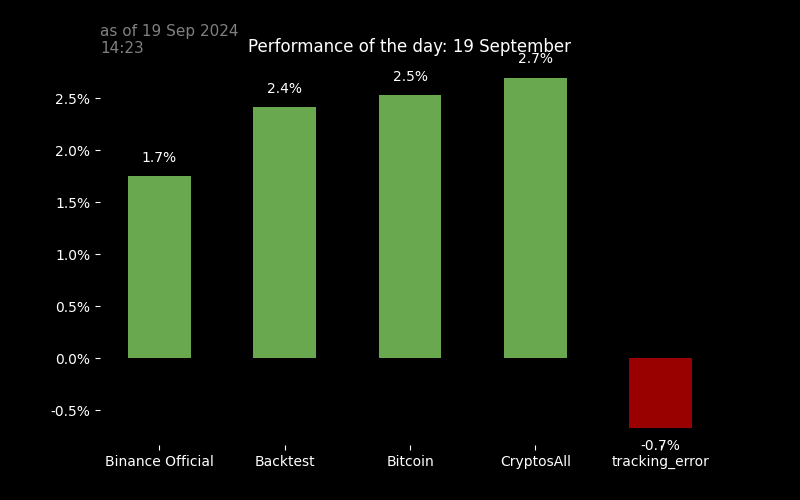 as of 19 Sep 2024
14:23
Performance of the day: 19 September
2.7%
2.5%
2.4%
1.7%
2.5%
2.0%
1.5%
1.0%
0.5%
0.0%
-0.5%
-0.7%
Binance Official
Backtest
Bitcoin
CryptosAll
tracking_error